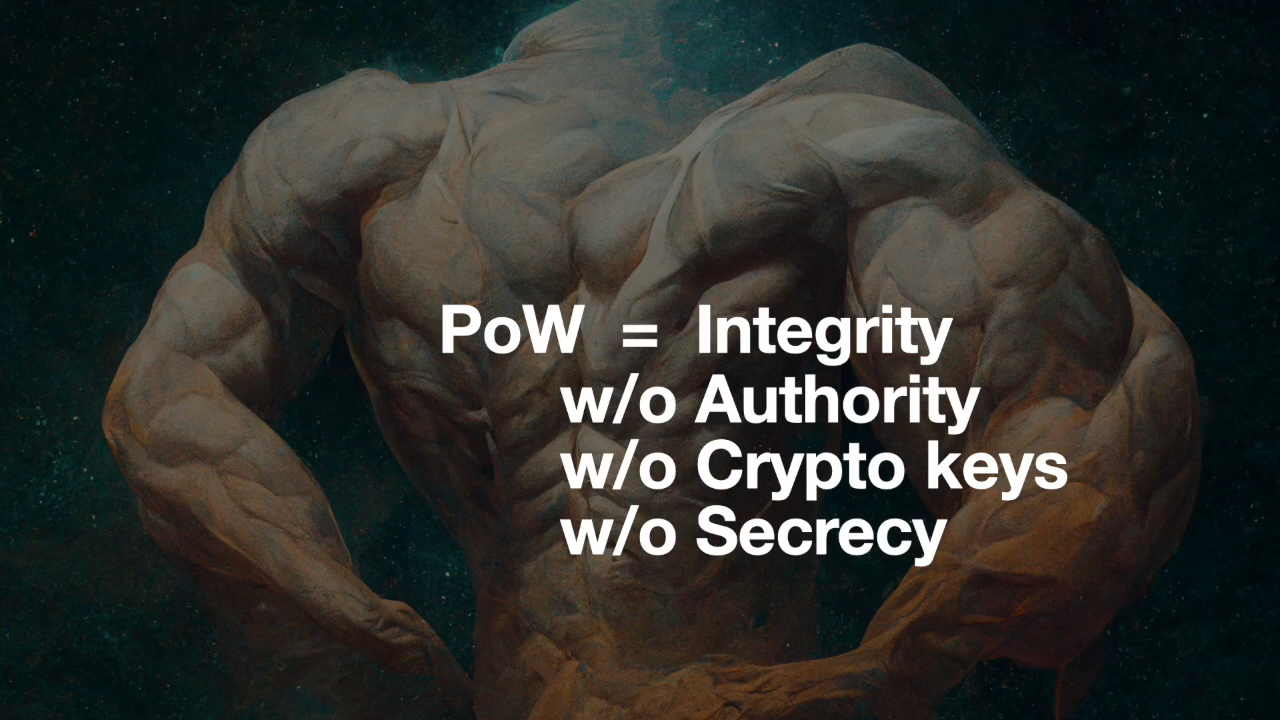 PoW = Integrity
w/o Authority
w/o Crypto keys
w/o Secrecy